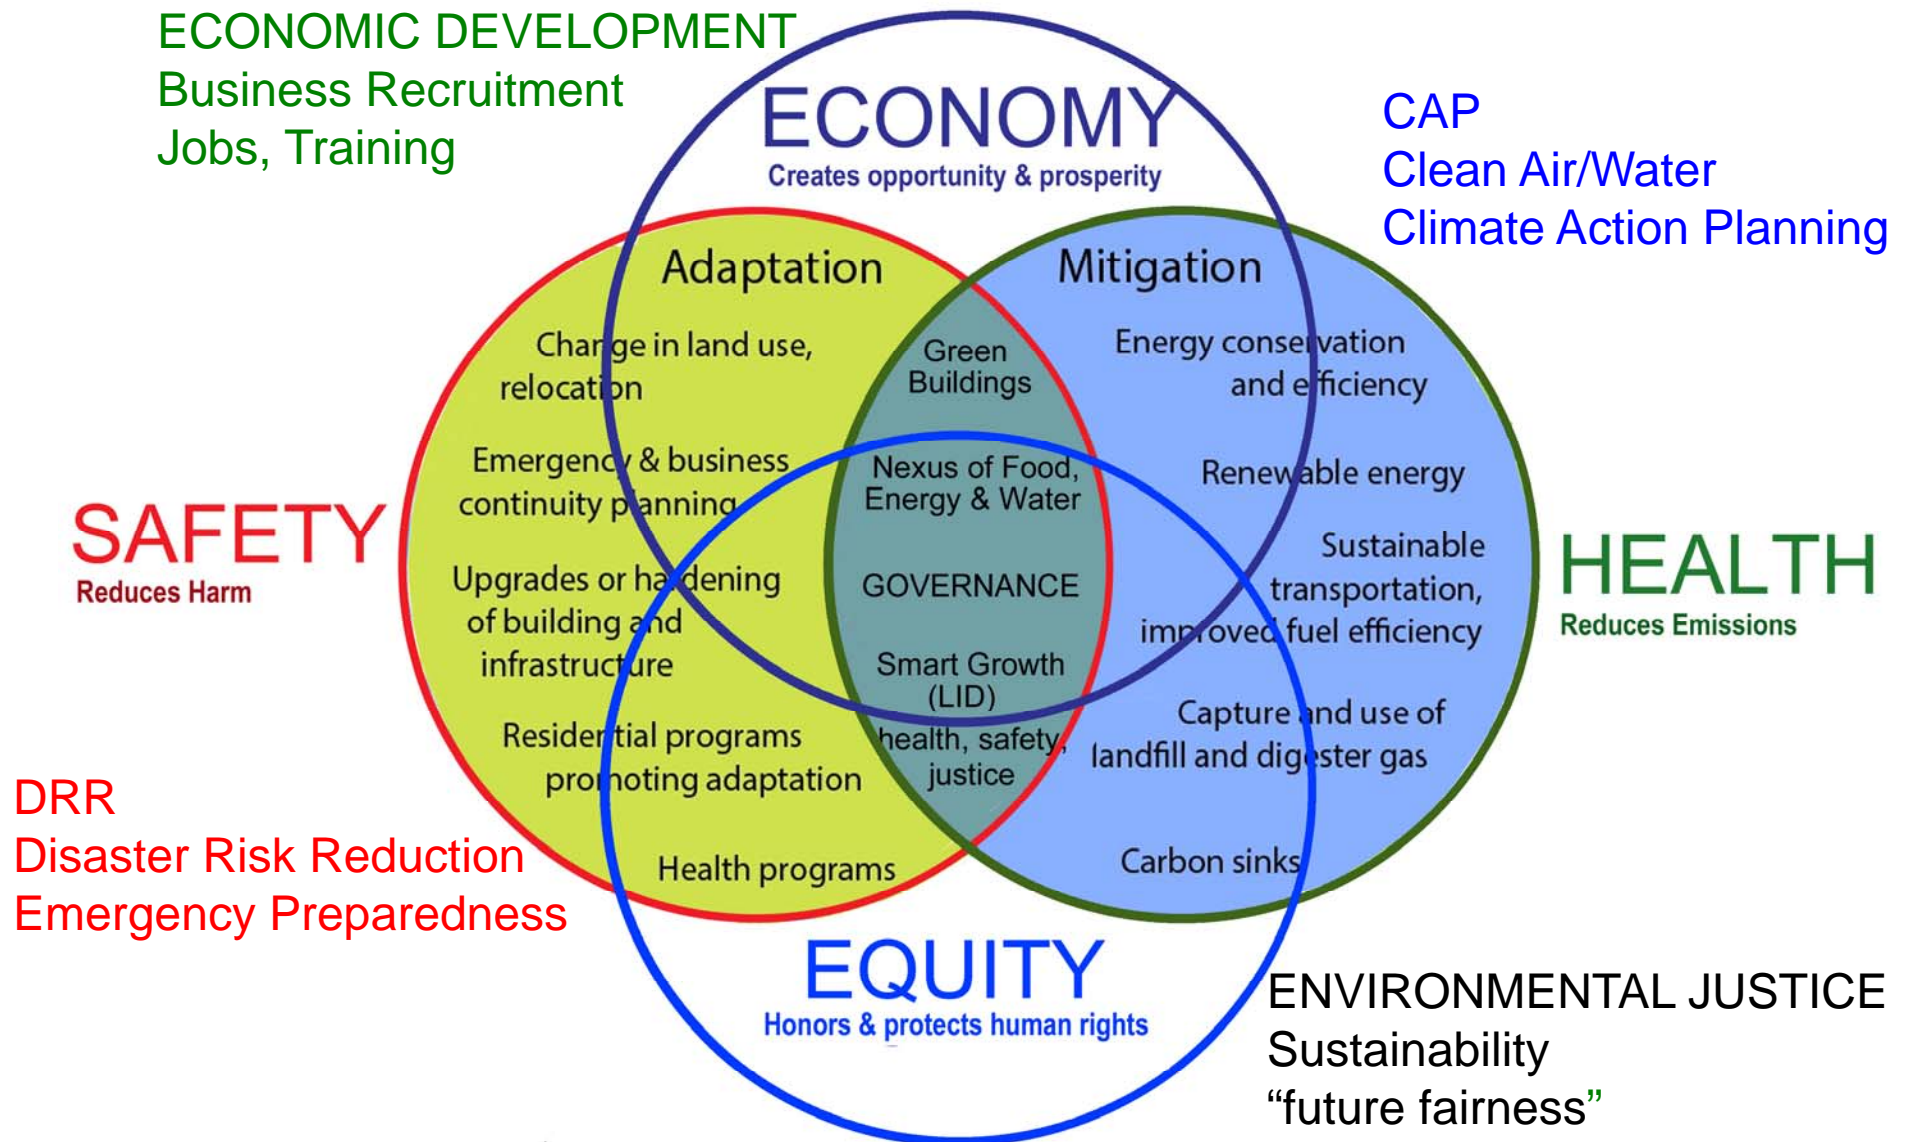 ECONOMIC DEVELOPMENT
Business Recruitment
Jobs, Training
ECONOMY
Creates opportunity & prosperity
CAP
Clean Air/Water
Climate Action Planning
Adaptation
Change in land use,
relocation
Emergency & business
continuity planning
Upgrades or hardening
of building and
infrastructure
Residential programs
promoting adaptation
Health programs
Green
Buildings
Nexus of Food,
Energy & Water
GOVERNANCE
Smart Growth
(LID)
health, safety,
justice
Mitigation
Energy conservation
and efficiency
Renewable energy
Sustainable
transportation,
improved fuel efficiency
Capture and use of
landfill and digester gas
Carbon sinks
SAFETY
Reduces Harm
HEALTH
Reduces Emissions
DRR
Disaster Risk Reduction
Emergency Preparedness
EQUITY
Honors & protects human rights
ENVIRONMENTAL JUSTICE
Sustainability
“future fairness”